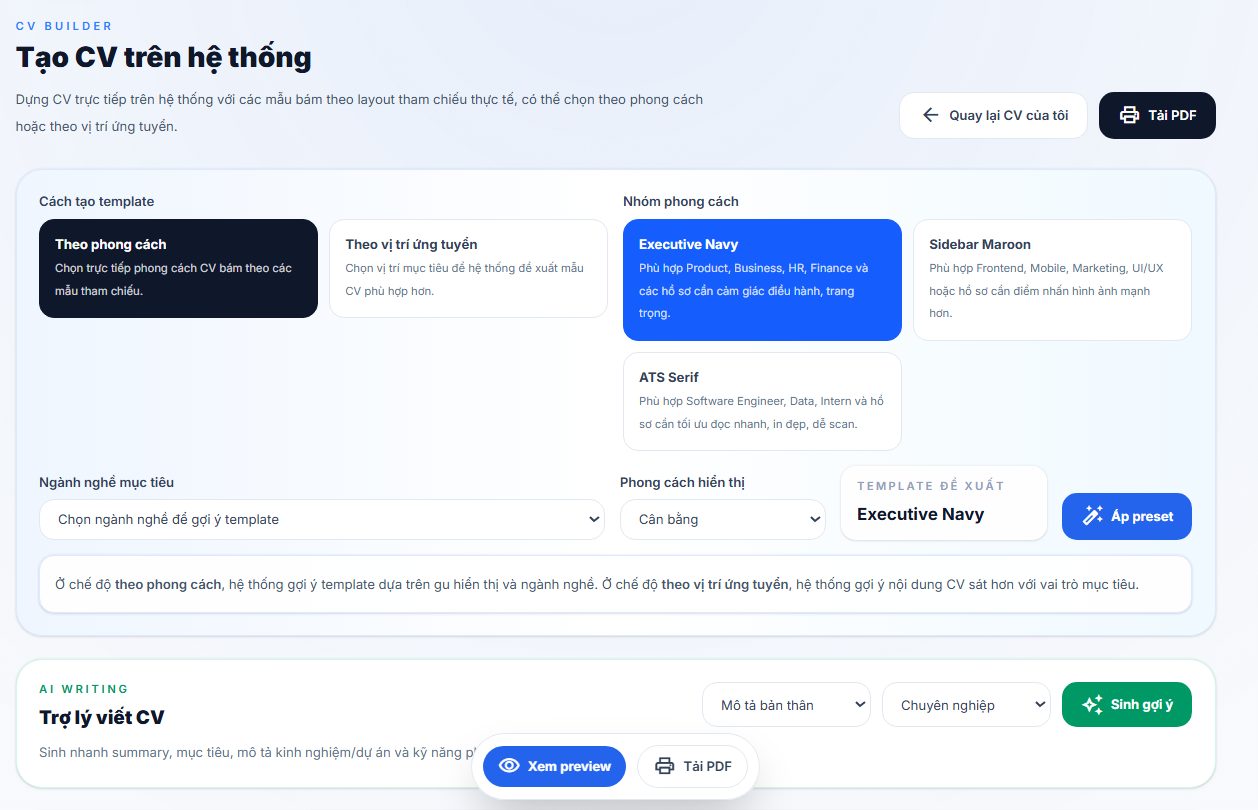 CV BUILDER
Tạo CV trên hệ thống
Dựng CV trực tiếp trên hệ thống với các mẫu bám theo layout tham chiếu thực tế, có thể chọn theo phong cách
hoặc theo vị trí ứng tuyển.
Quay lại CV của tôi
Tải PDF
Cách tạo template
Theo phong cách
Chọn trực tiếp phong cách CV bám theo các
mẫu tham chiếu.
Theo vị trí ứng tuyển
Chọn vị trí mục tiêu để hệ thống đề xuất mẫu
CV phù hợp hơn.
Nhóm phong cách
Executive Navy
Phù hợp Product, Business, HR, Finance và
các hồ sơ cần cảm giác điều hành, trang
trọng.
Sidebar Maroon
Phù hợp Frontend, Mobile, Marketing, UI/UX
hoặc hồ sơ cần điểm nhấn hình ảnh mạnh
hơn.
ATS Serif
Phù hợp Software Engineer, Data, Intern và hồ
sơ cần tối ưu đọc nhanh, in đẹp, dễ scan.
Ngành nghề mục tiêu
Chọn ngành nghề để gợi ý template
Phong cách hiển thị
Cân bằng
TEMPLATE ĐỀ XUẤT
Executive Navy
Áp preset
Ở chế độ theo phong cách, hệ thống gợi ý template dựa trên gu hiển thị và ngành nghề. Ở chế độ theo vị trí ứng tuyển, hệ thống gợi ý nội dung CV sát hơn với vai trò mục tiêu.
AI WRITING
Trợ lý viết CV
Sinh nhanh summary, mục tiêu, mô tả kinh nghiệm/dự án và kỹ năng
Mô tả bản thân
Chuyên nghiệp
Sinh gợi ý
Xem preview
Tải PDF